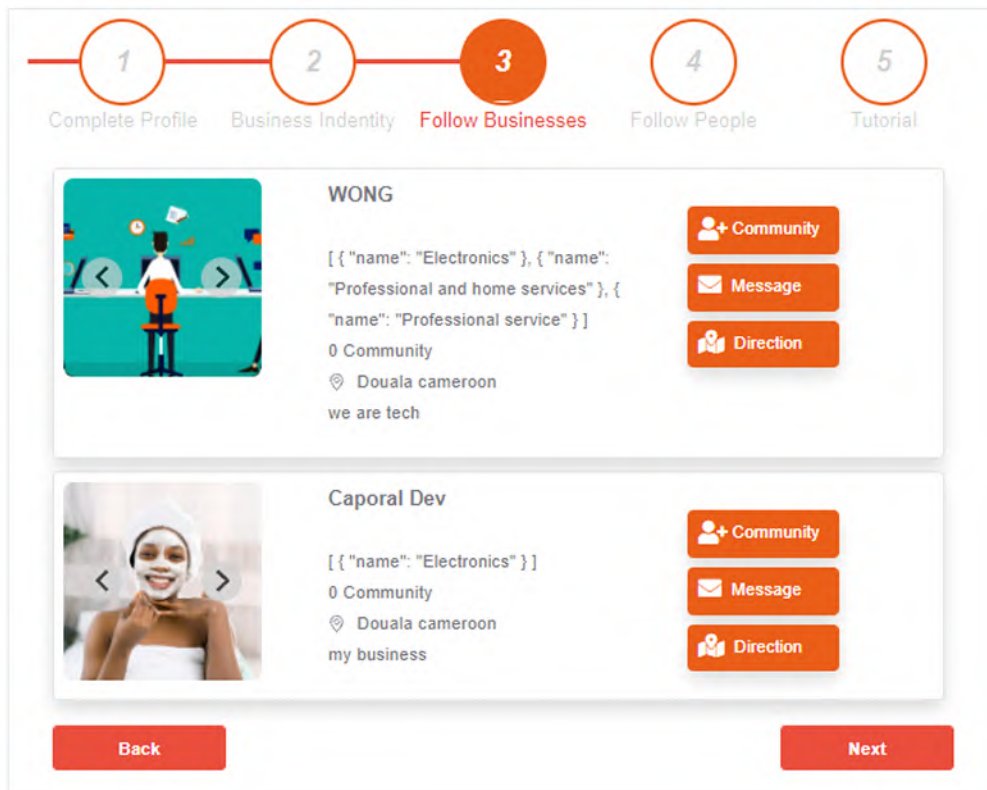 1
2
3
4
5
Complete Profile
Business Indentity
Follow Businesses
Follow People
Tutorial
WONG
[ { "name": "Electronics" }, { "name":
"Professional and home services" }, {
"name": "Professional service" } ]
0 Community
Douala cameroon
we are tech
Community
Message
Direction
Caporal Dev
[ { "name": "Electronics" } ]
0 Community
Douala cameroon
my business
Community
Message
Direction
Back
Next